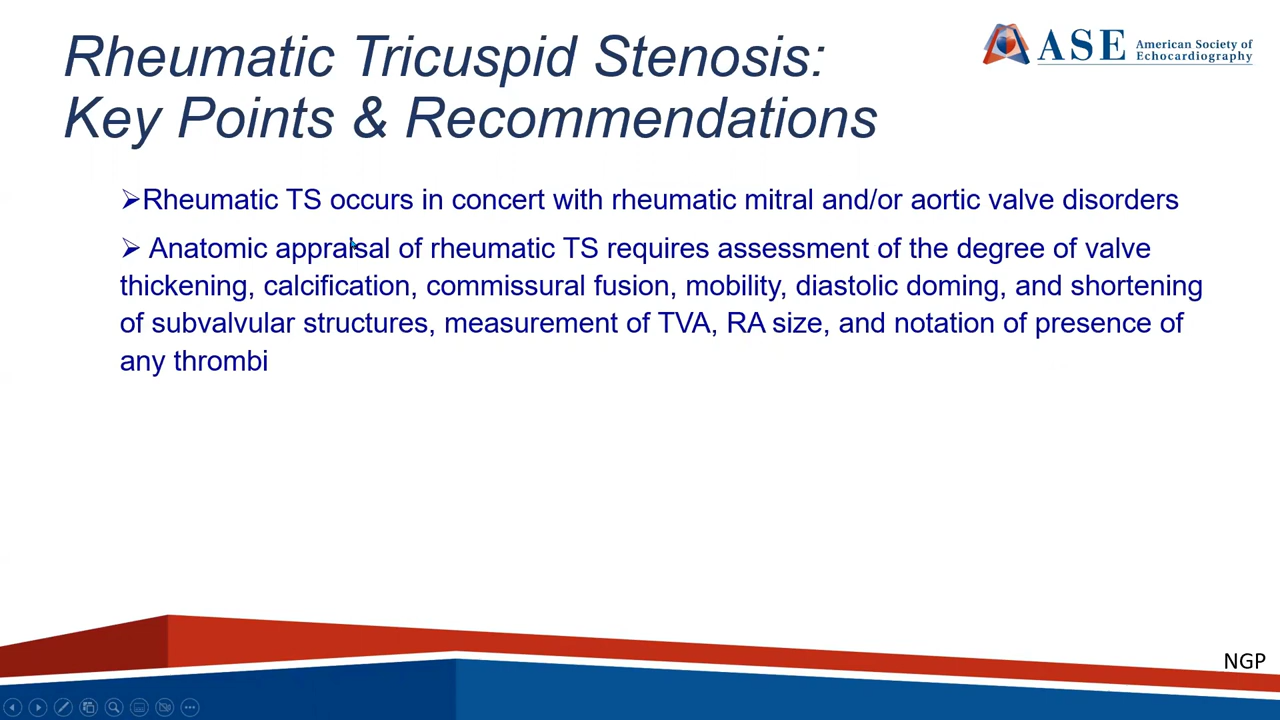 Rheumatic Tricuspid Stenosis:
Key Points & Recommendations
ASE American Society of
Echocardiography
➢Rheumatic TS occurs in concert with rheumatic mitral and/or aortic valve disorders
➢ Anatomic appraisal of rheumatic TS requires assessment of the degree of valve
thickening, calcification, commissural fusion, mobility, diastolic doming, and shortening
of subvalvular structures, measurement of TVA, RA size, and notation of presence of
any thrombi
NGP